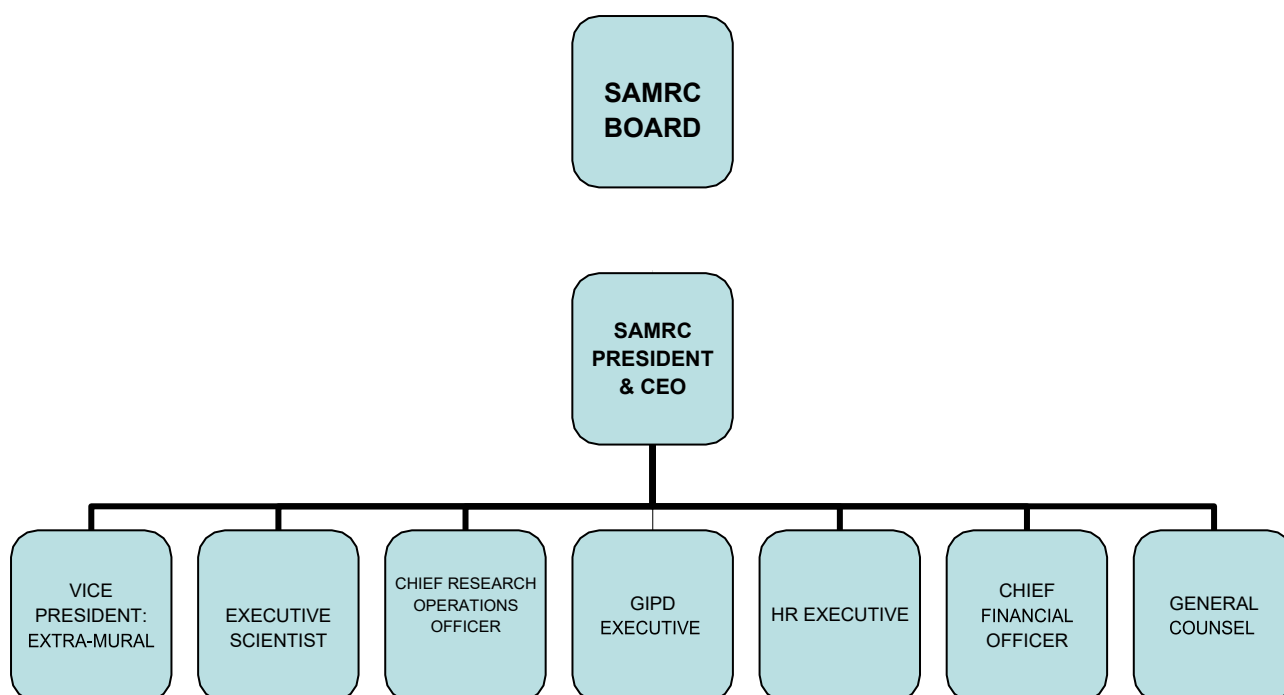 SAMRC
BOARD
SAMRC
PRESIDENT
& CEO
VICE
PRESIDENT:
EXTRA-MURAL
EXECUTIVE
SCIENTIST
CHIEF RESEARCH
OPERATIONS
OFFICER
GIPD
EXECUTIVE
HR EXECUTIVE
CHIEF
FINANCIAL
OFFICER
GENERAL
COUNSEL